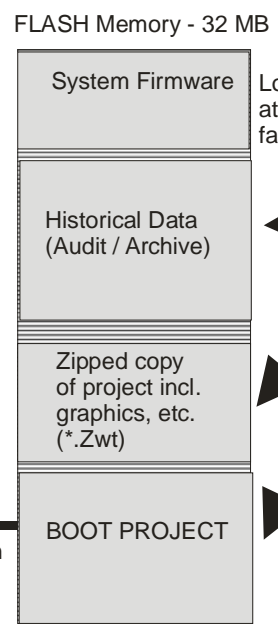 FLASH Memory - 32 MB
System Firmware
Historical Data
(Audit / Archive)
Zipped copy
of project incl.
graphics, etc.
(*.Zwt)
BOOT PROJECT